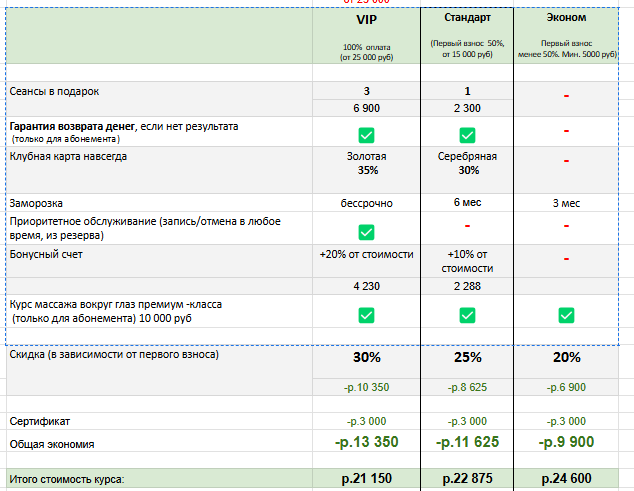 от 25 000 руб
VIP Стандарт Эконом
100% оплата (Первый взнос 50%, Первый взнос
(от 25 000 руб) от 15 000 руб) менее 50%. Мин. 5000 руб)
Сеансы в подарок 3 1 -
6 900 2 300
Гарантия возврата денег, если нет результата -
(только для абонемента)
Клубная карта навсегда Золотая Серебряная -
35% 30%
Заморозка бессрочно 6 мес 3 мес
Приоритетное обслуживание (запись/отмена в любое - -
время, из резерва)
Бонусный счет +20% от стоимости +10% от -
стоимости
4 230 2 288
Курс массажа вокруг глаз премиум -класса
(только для абонемента) 10 000 руб
Скидка (в зависимости от первого взноса) 30% 25% 20%
-р.10 350 -р.8 625 -р.6 900
Сертификат -р.3 000 -р.3 000 -р.3 000
Общая экономия -р.13 350 -р.11 625 -р.9 900
Итого стоимость курса: р.21 150 р.22 875 р.24 600